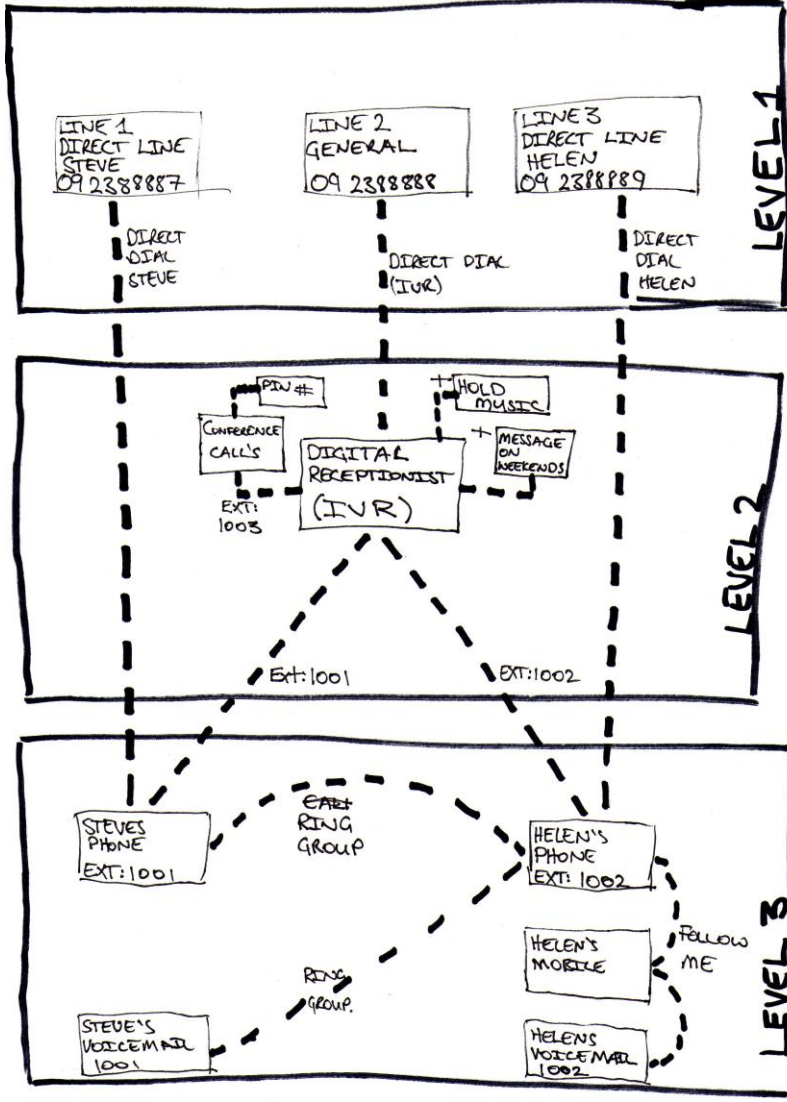 LINE 1
DIRECT LINE
STEVE
09 2388887
LINE 2
GENERAL
09 2388888
LINE 3
DIRECT LINE
HELEN
09 2388889
LEVEL 1
DIRECT
DIAL
STEVE
DIRECT DIAL
(IVR)
DIRECT
DIAL
HELEN
PIN #
CONFERENCE
CALL'S
EXT:
1003
DIGITAL
RECEPTIONIST
(IVR)
+ HOLD
MUSIC
+ MESSAGE
ON
WEEKENDS
LEVEL 2
Ext:1001
EXT:1002
STEVES
PHONE
EXT:1001
RING
GROUP
HELEN'S
PHONE
EXT: 1002
HELEN'S
MOBILE
FOLLOW
ME
RING
GROUP.
STEVE'S
VOICEMAIL
1001
HELENS
VOICEMAIL
1002
LEVEL 3